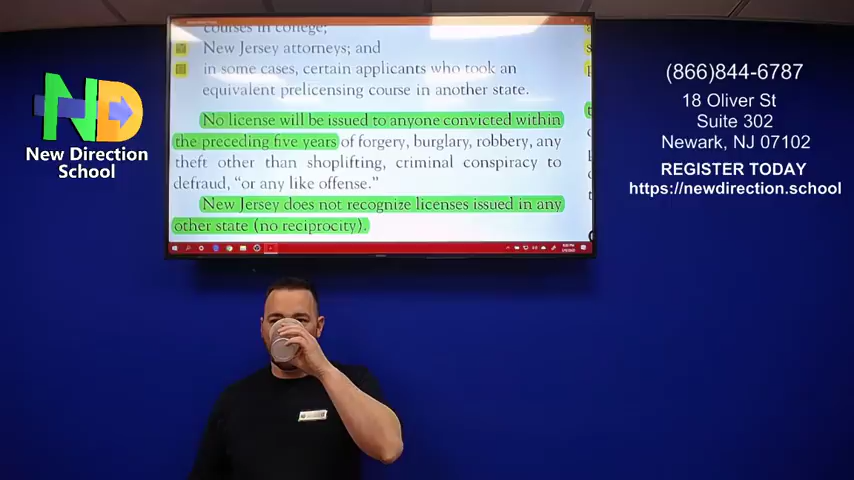 courses in college;
New Jersey attorneys; and
in some cases, certain applicants who took an
equivalent prelicensing course in another state.
No license will be issued to anyone convicted within
the preceding five years of forgery, burglary, robbery, any
theft other than shoplifting, criminal conspiracy to
defraud, “or any like offense.”
New Jersey does not recognize licenses issued in any
other state (no reciprocity).
ND
New Direction
School
(866)844-6787
18 Oliver St
Suite 302
Newark, NJ 07102
REGISTER TODAY
https://newdirection.school